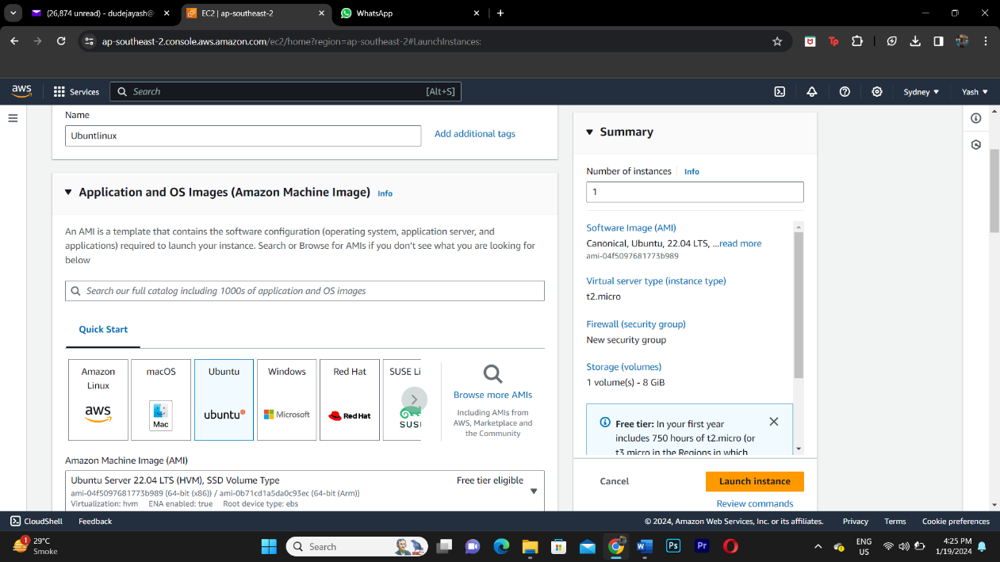 (26,874 unread) - dudejayash@
EC2 | ap-southeast-2
WhatsApp
ap-southeast-2.console.aws.amazon.com/ec2/home?region=ap-southeast-2#LaunchInstances:
Tp
aws
Services
Search
[Alt+S]
Sydney
Yash
Name
Ubuntlinux
Add additional tags
Application and OS Images (Amazon Machine Image) Info
An AMI is a template that contains the software configuration (operating system, application server, and
applications) required to launch your instance. Search or Browse for AMIs if you don't see what you are looking for
below
Search our full catalog including 1000s of application and OS images
Quick Start
Amazon
Linux
aws
macOS
Mac
Ubuntu
ubuntu
Windows
Microsoft
Red Hat
Red Hat
SUSE Li
SUSI
Browse more AMIs
Including AMIs from
AWS, Marketplace and
the Community
Amazon Machine Image (AMI)
Ubuntu Server 22.04 LTS (HVM), SSD Volume Type
Free tier eligible
ami-04f5097681773b989 (64-bit (x86)) / ami-0b71cd1a5da0c93ec (64-bit (Arm))
Virtualization: hvm ENA enabled: true Root device type: ebs
Summary
Number of instances Info
1
Software Image (AMI)
Canonical, Ubuntu, 22.04 LTS, ...read more
ami-04f5097681773b989
Virtual server type (instance type)
t2.micro
Firewall (security group)
New security group
Storage (volumes)
1 volume(s) - 8 GiB
Free tier: In your first year
includes 750 hours of t2.micro (or
t3.micro in the Regions in which
Cancel
Launch instance
Review commands
CloudShell
Feedback
© 2024, Amazon Web Services, Inc. or its affiliates.
Privacy
Terms
Cookie preferences
1
29°C
Smoke
Search
W
Ps
Pr
ENG
US
4:25 PM
1/19/2024